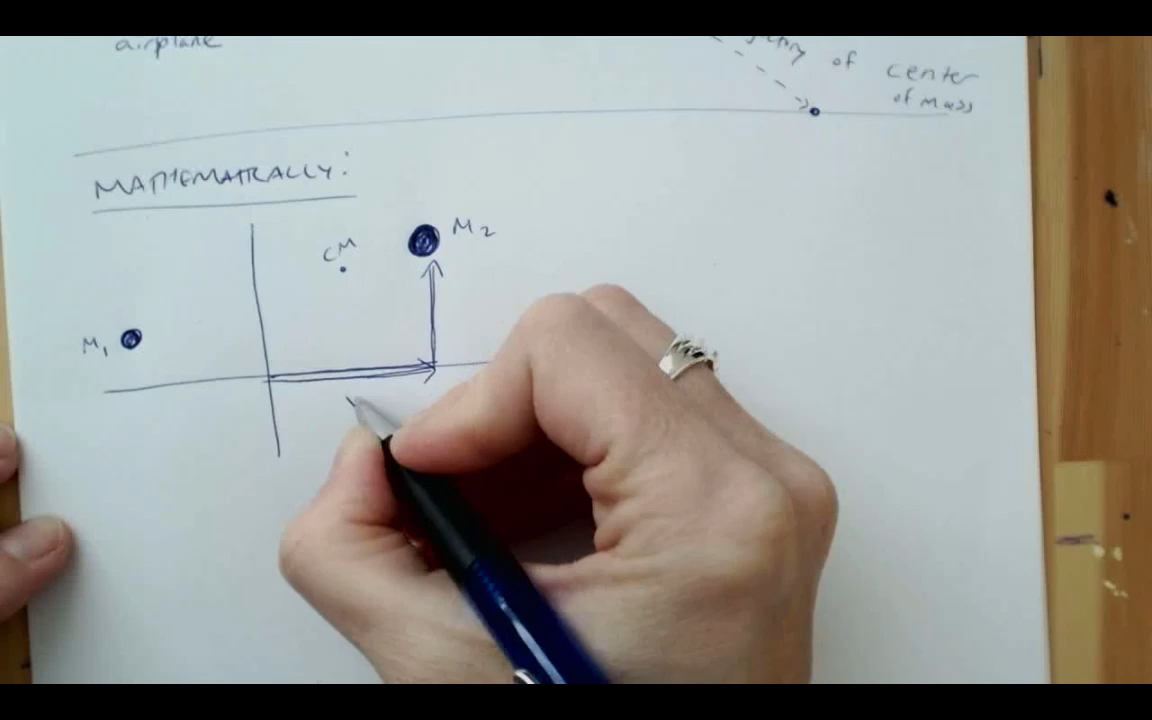 airplane
of center
of mass
MATHEMATICALLY:
CM
M2
M1